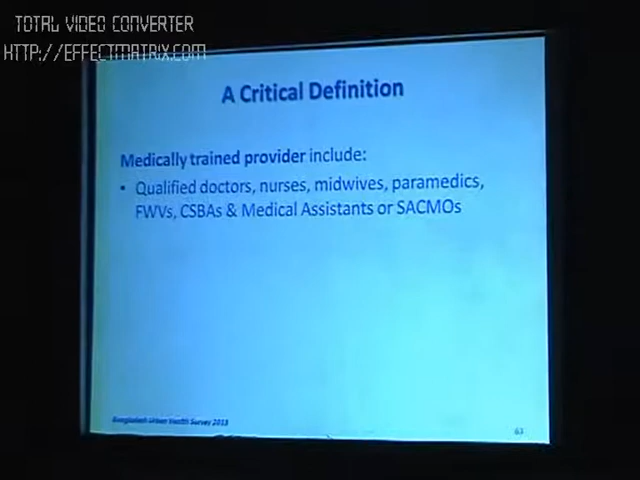 TOTAL VIDEO CONVERTER
HTTP://EFFECTMATRIX.COM
A Critical Definition
Medically trained provider include:
• Qualified doctors, nurses, midwives, paramedics,
FWVs, CSBAs & Medical Assistants or SACMOs
Bangladesh Urban Health Survey 2013
63